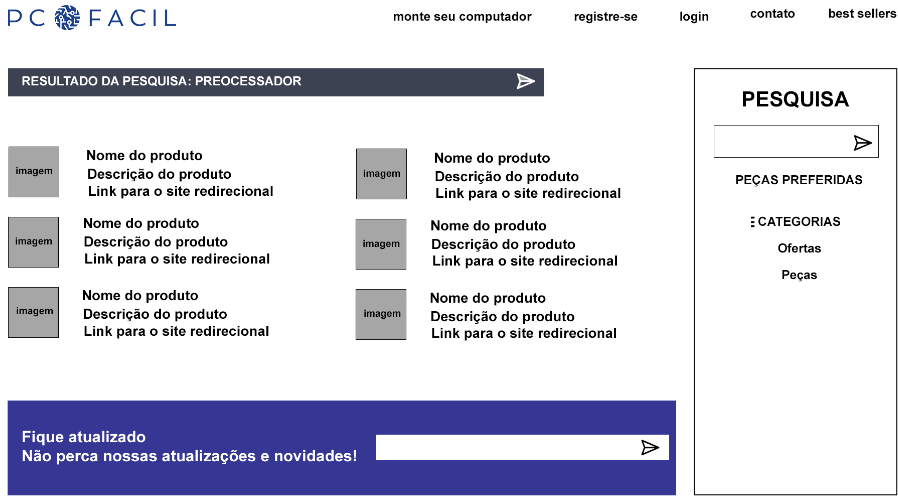 PC FACIL
monte seu computador
registre-se
login
contato
best sellers
RESULTADO DA PESQUISA: PREOCESSADOR
imagem
Nome do produto
Descrição do produto
Link para o site redirecional
imagem
Nome do produto
Descrição do produto
Link para o site redirecional
imagem
Nome do produto
Descrição do produto
Link para o site redirecional
imagem
Nome do produto
Descrição do produto
Link para o site redirecional
imagem
Nome do produto
Descrição do produto
Link para o site redirecional
imagem
Nome do produto
Descrição do produto
Link para o site redirecional
PESQUISA
PEÇAS PREFERIDAS
CATEGORIAS
Ofertas
Peças
Fique atualizado
Não perca nossas atualizações e novidades!